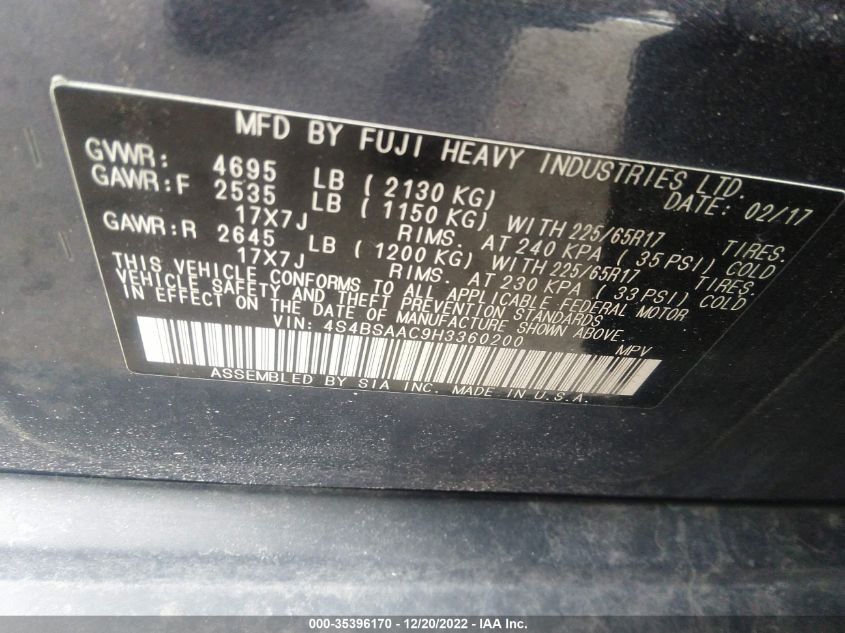 MFD BY FUJI HEAVY INDUSTRIES LTD.
GVWR: 4695 LB ( 2130 KG) DATE: 02/17
GAWR:F 2535 LB ( 1150 KG) WITH 225/65R17 TIRES.
17X7J RIMS. AT 240 KPA ( 35 PSI) COLD
GAWR:R 2645 LB ( 1200 KG) WITH 225/65R17 TIRES.
17X7J RIMS. AT 230 KPA ( 33 PSI) COLD
THIS VEHICLE CONFORMS TO ALL APPLICABLE FEDERAL MOTOR
VEHICLE SAFETY AND THEFT PREVENTION STANDARDS
IN EFFECT ON THE DATE OF MANUFACTURE SHOWN ABOVE.
VIN: 4S4BSAAC9H3360200 MPV
ASSEMBLED BY SIA INC. MADE IN U.S.A.
000-35396170 - 12/20/2022 - IAA Inc.